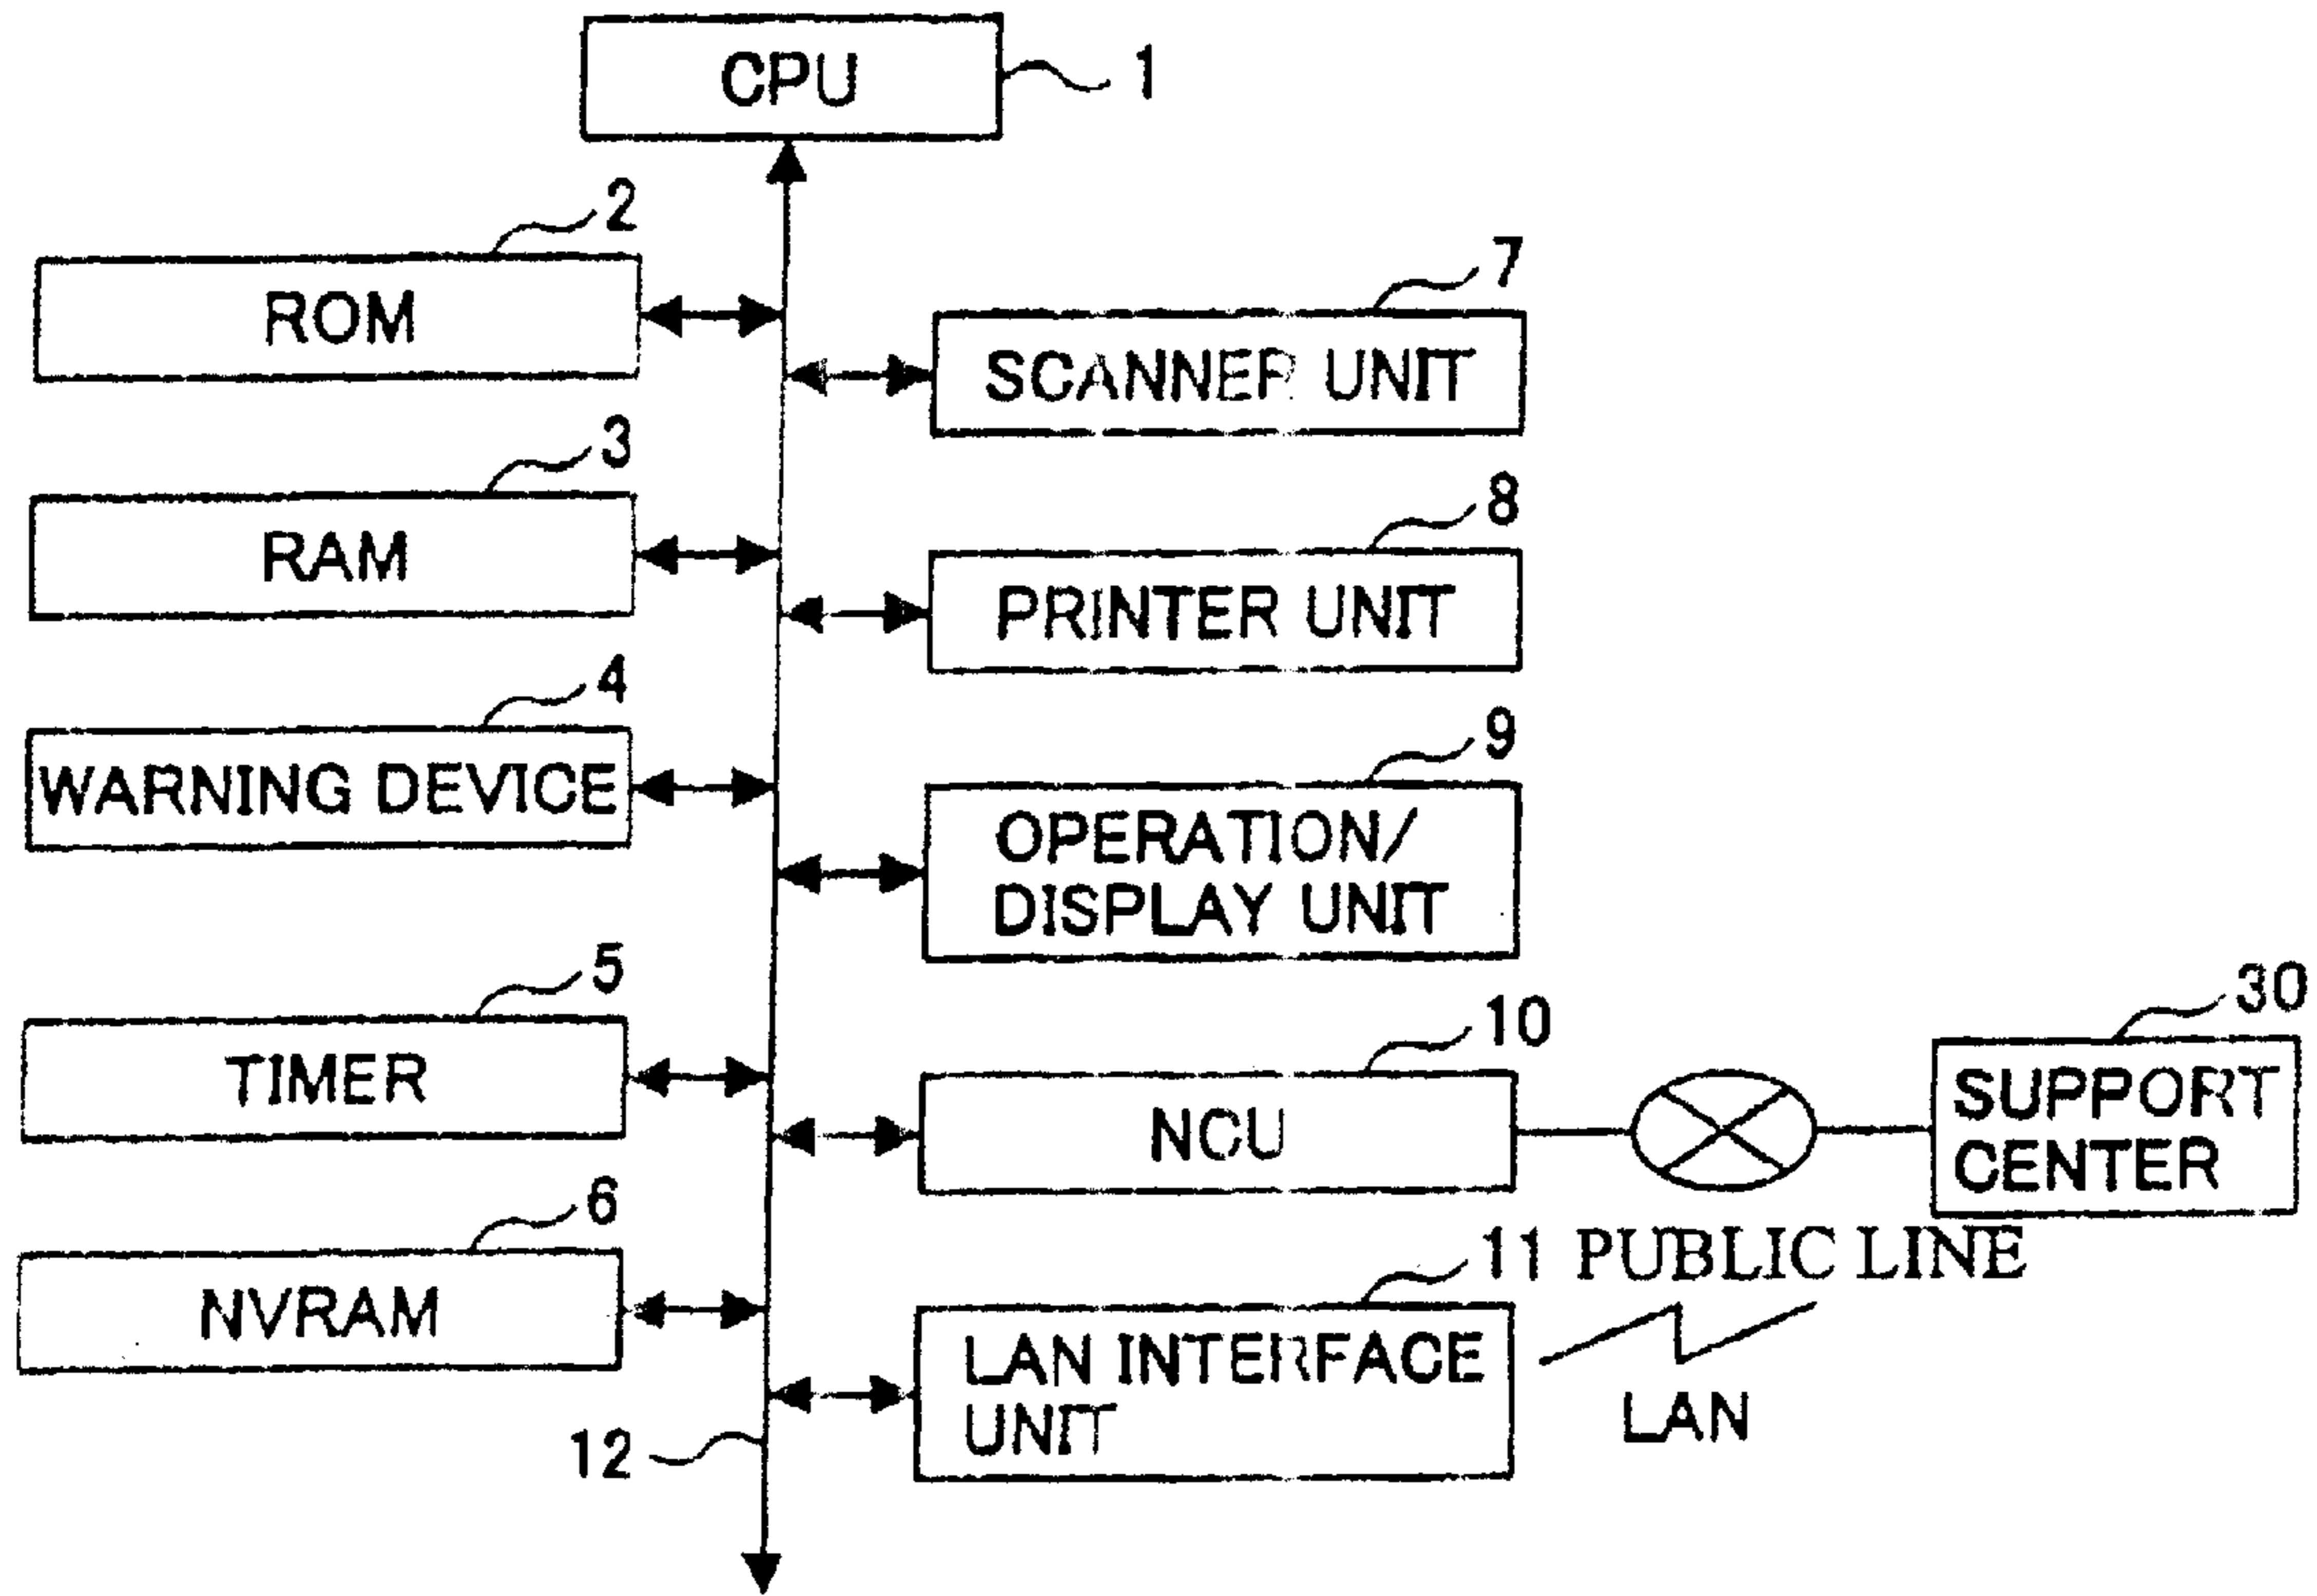 CPU
1
2
ROM
7
SCANNER UNIT
3
RAM
8
PRINTER UNIT
4
WARNING DEVICE
9
OPERATION/
DISPLAY UNIT
5
TIMER
10
NCU
30
SUPPORT
CENTER
6
NVRAM
11
PUBLIC LINE
LAN INTERFACE
UNIT
LAN
12